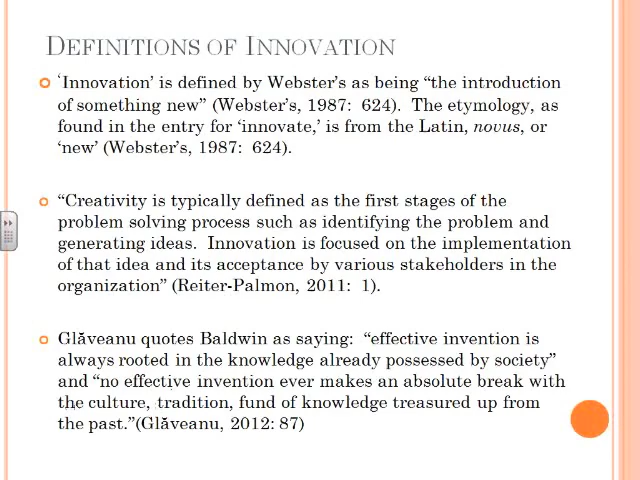 DEFINITIONS OF INNOVATION
‘Innovation’ is defined by Webster’s as being “the introduction
of something new” (Webster’s, 1987:  624).  The etymology, as
found in the entry for ‘innovate,’ is from the Latin, novus, or
‘new’ (Webster’s, 1987:  624).
“Creativity is typically defined as the first stages of the
problem solving process such as identifying the problem and
generating ideas.  Innovation is focused on the implementation
of that idea and its acceptance by various stakeholders in the
organization” (Reiter-Palmon, 2011:  1).
Glăveanu quotes Baldwin as saying:  “effective invention is
always rooted in the knowledge already possessed by society”
and “no effective invention ever makes an absolute break with
the culture, tradition, fund of knowledge treasured up from
the past.”(Glăveanu, 2012: 87)